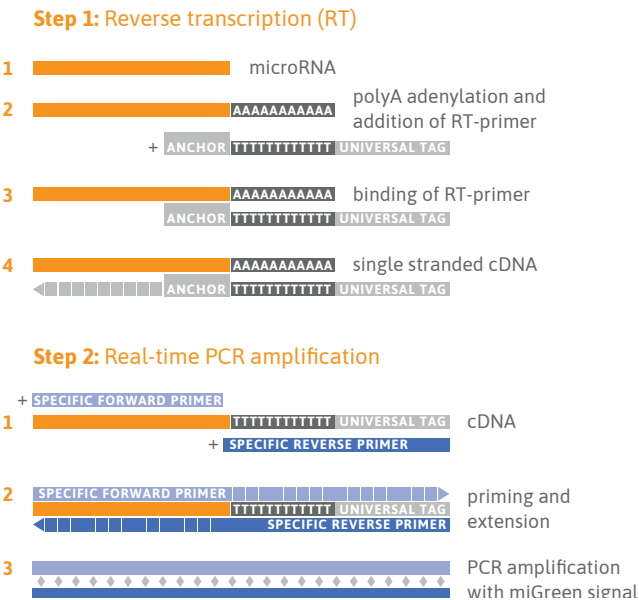 Step 1: Reverse transcription (RT)
1 microRNA
2 AAAAAAAAAAA polyA adenylation and
addition of RT-primer
+ ANCHOR TTTTTTTTTTTT UNIVERSAL TAG
3 AAAAAAAAAAA binding of RT-primer
ANCHOR TTTTTTTTTTTT UNIVERSAL TAG
4 AAAAAAAAAAA single stranded cDNA
ANCHOR TTTTTTTTTTTT UNIVERSAL TAG
Step 2: Real-time PCR amplification
+ SPECIFIC FORWARD PRIMER
1 TTTTTTTTTTTT UNIVERSAL TAG cDNA
+ SPECIFIC REVERSE PRIMER
2 SPECIFIC FORWARD PRIMER priming and
TTTTTTTTTTTT UNIVERSAL TAG
SPECIFIC REVERSE PRIMER extension
3 PCR amplification
with miGreen signal